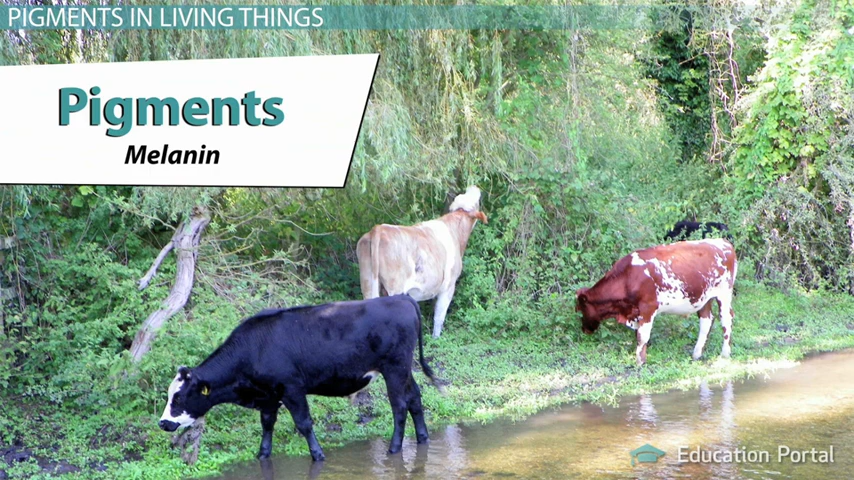 PIGMENTS IN LIVING THINGS
Pigments
Melanin
Education Portal